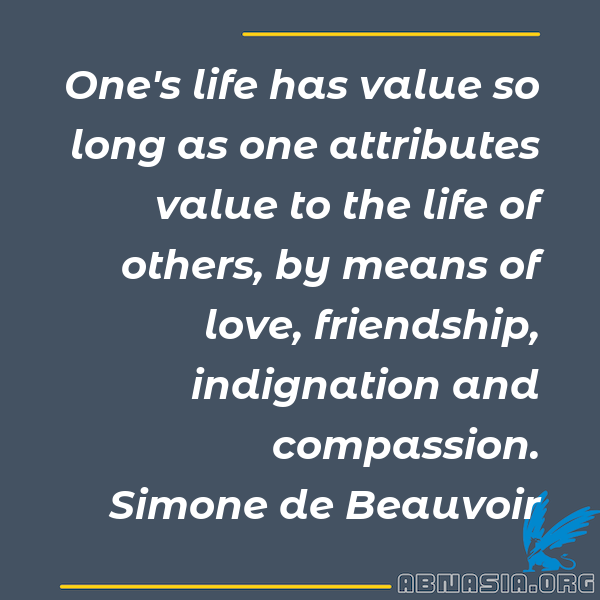 One's life has value so
long as one attributes
value to the life of
others, by means of
love, friendship,
indignation and
compassion.
Simone de Beauvoir
ABNASIA.ORG